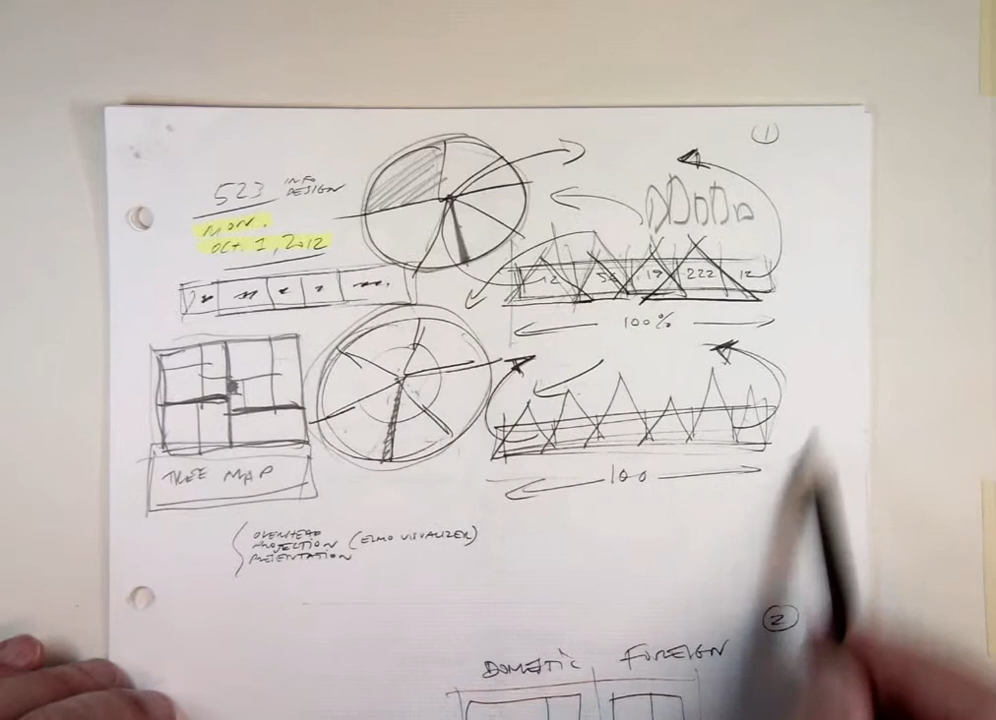 1
523 INFO
DESIGN
MON.
OCT. 1, 2012
12 56 19 222 12
100%
100
TREE MAP
OVERHEAD
PROJECTION (ELMO VISUALIZER)
PRESENTATION
2
DOMESTIC FOREIGN